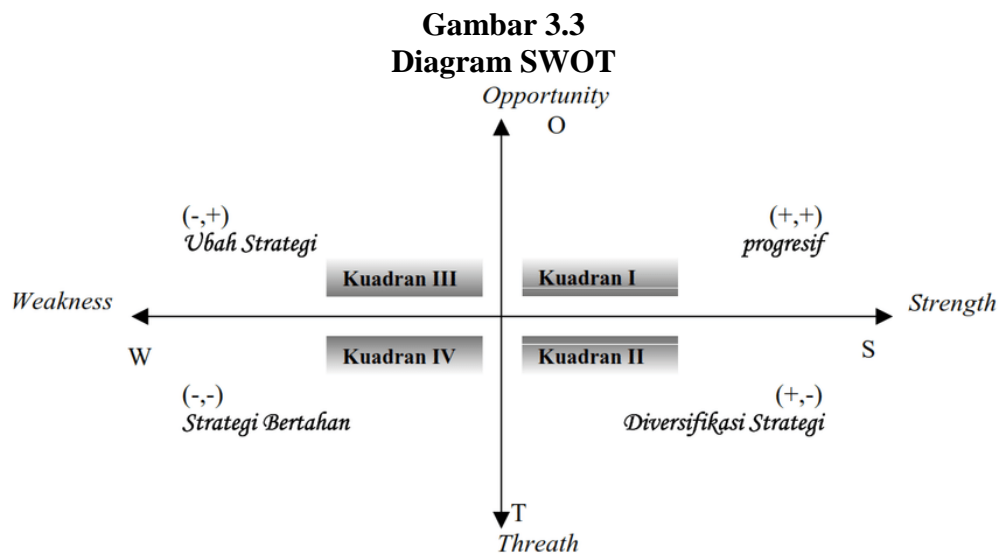 Gambar 3.3
Diagram SWOT
Opportunity
O
(-,+)
Ubah Strategi
(+,+)
progresif
Kuadran III
Kuadran I
Weakness
Strength
W
S
Kuadran IV
Kuadran II
(-,-)
Strategi Bertahan
(+,-)
Diversifikasi Strategi
T
Threath